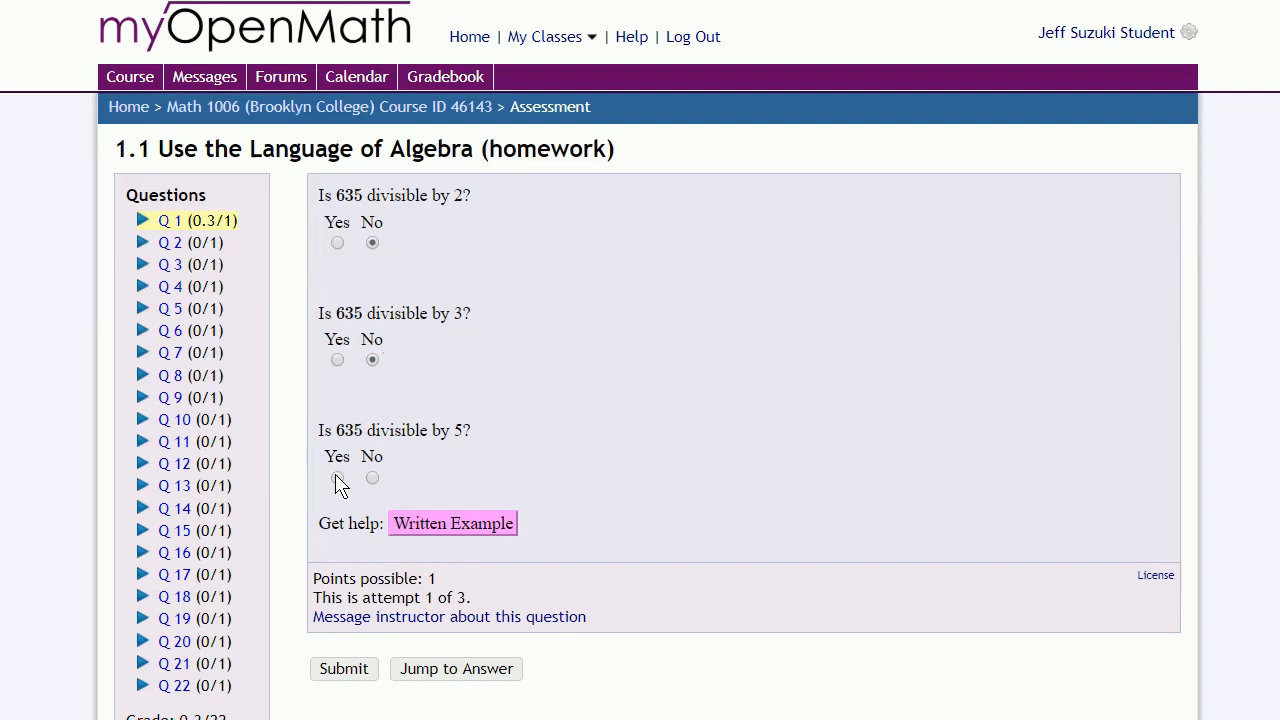 myOpenMath
Home | My Classes | Help | Log Out
Jeff Suzuki Student
Course Messages Forums Calendar Gradebook
Home > Math 1006 (Brooklyn College) Course ID 46143 > Assessment
1.1 Use the Language of Algebra (homework)
Questions
Q 1 (0.3/1)
Q 2 (0/1)
Q 3 (0/1)
Q 4 (0/1)
Q 5 (0/1)
Q 6 (0/1)
Q 7 (0/1)
Q 8 (0/1)
Q 9 (0/1)
Q 10 (0/1)
Q 11 (0/1)
Q 12 (0/1)
Q 13 (0/1)
Q 14 (0/1)
Q 15 (0/1)
Q 16 (0/1)
Q 17 (0/1)
Q 18 (0/1)
Q 19 (0/1)
Q 20 (0/1)
Q 21 (0/1)
Q 22 (0/1)
Grade: 0.3/22
Is 635 divisible by 2?
Yes No
Is 635 divisible by 3?
Yes No
Is 635 divisible by 5?
Yes No
Get help: Written Example
Points possible: 1
License
This is attempt 1 of 3.
Message instructor about this question
Submit Jump to Answer